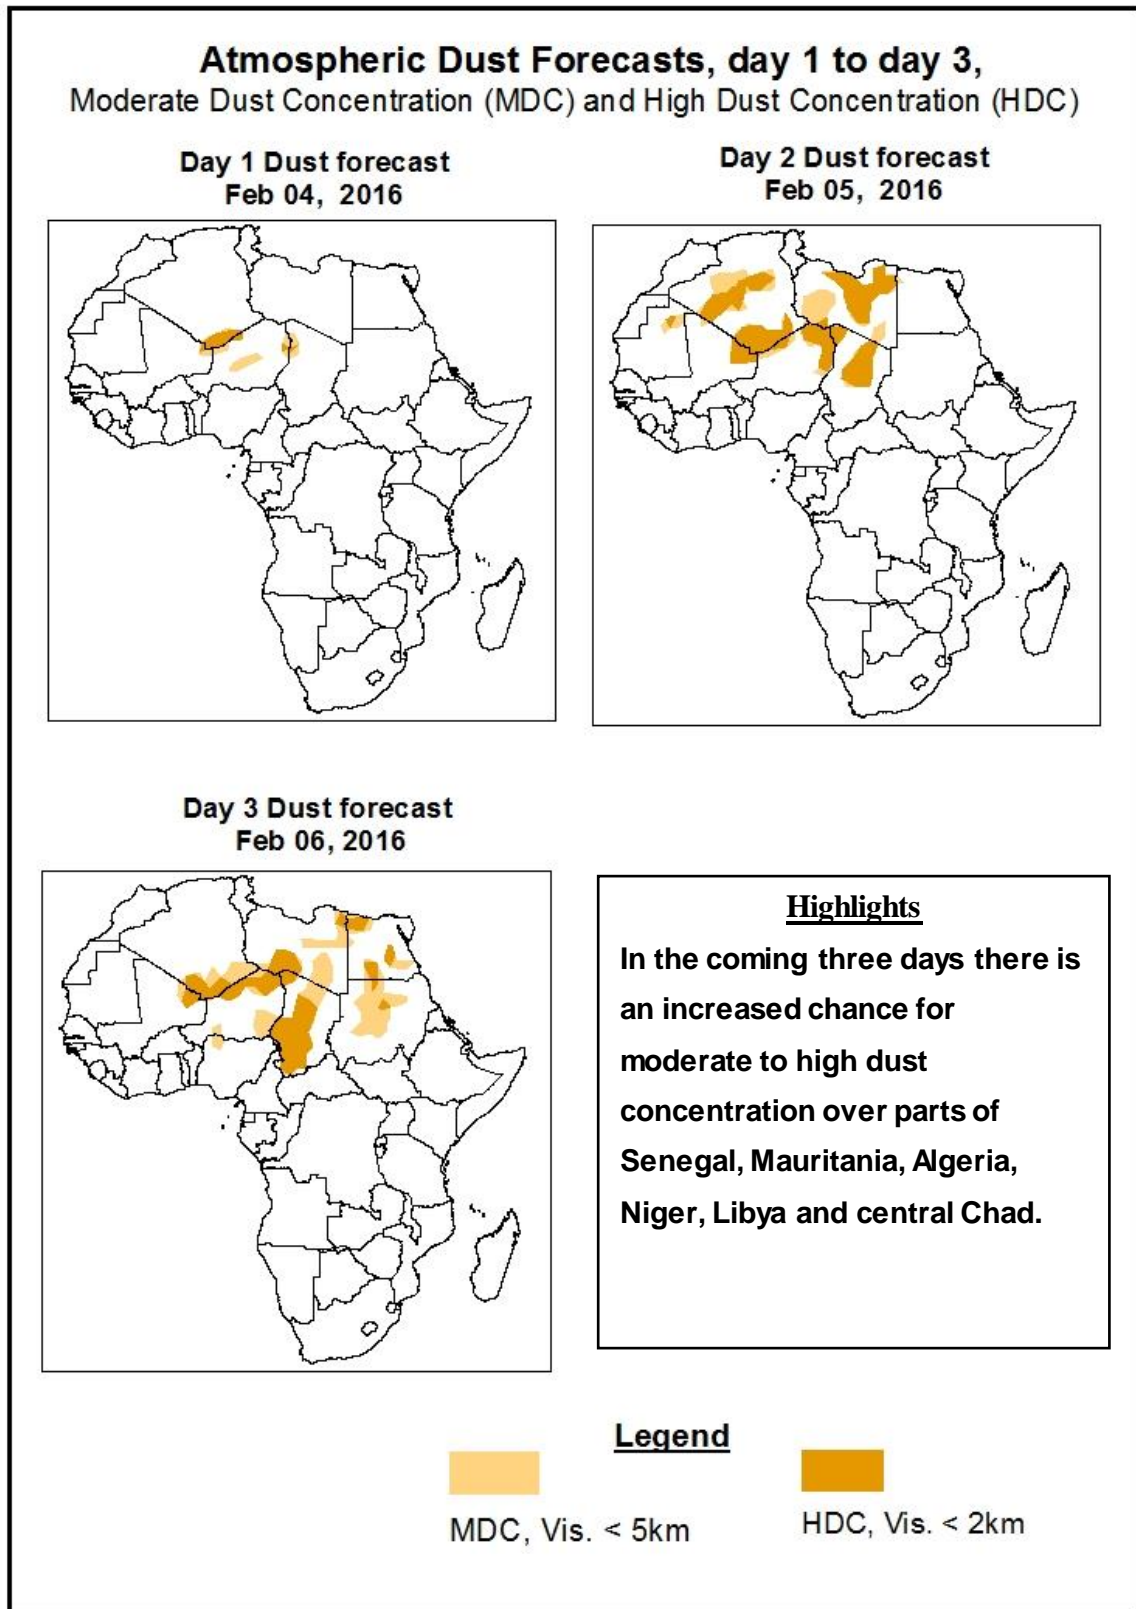 Atmospheric Dust Forecasts, day 1 to day 3,
Moderate Dust Concentration (MDC) and High Dust Concentration (HDC)
Day 1 Dust forecast
Feb 04, 2016
Day 2 Dust forecast
Feb 05, 2016
Day 3 Dust forecast
Feb 06, 2016
Highlights
In the coming three days there is
an increased chance for
moderate to high dust
concentration over parts of
Senegal, Mauritania, Algeria,
Niger, Libya and central Chad.
Legend
MDC, Vis. < 5km
HDC, Vis. < 2km